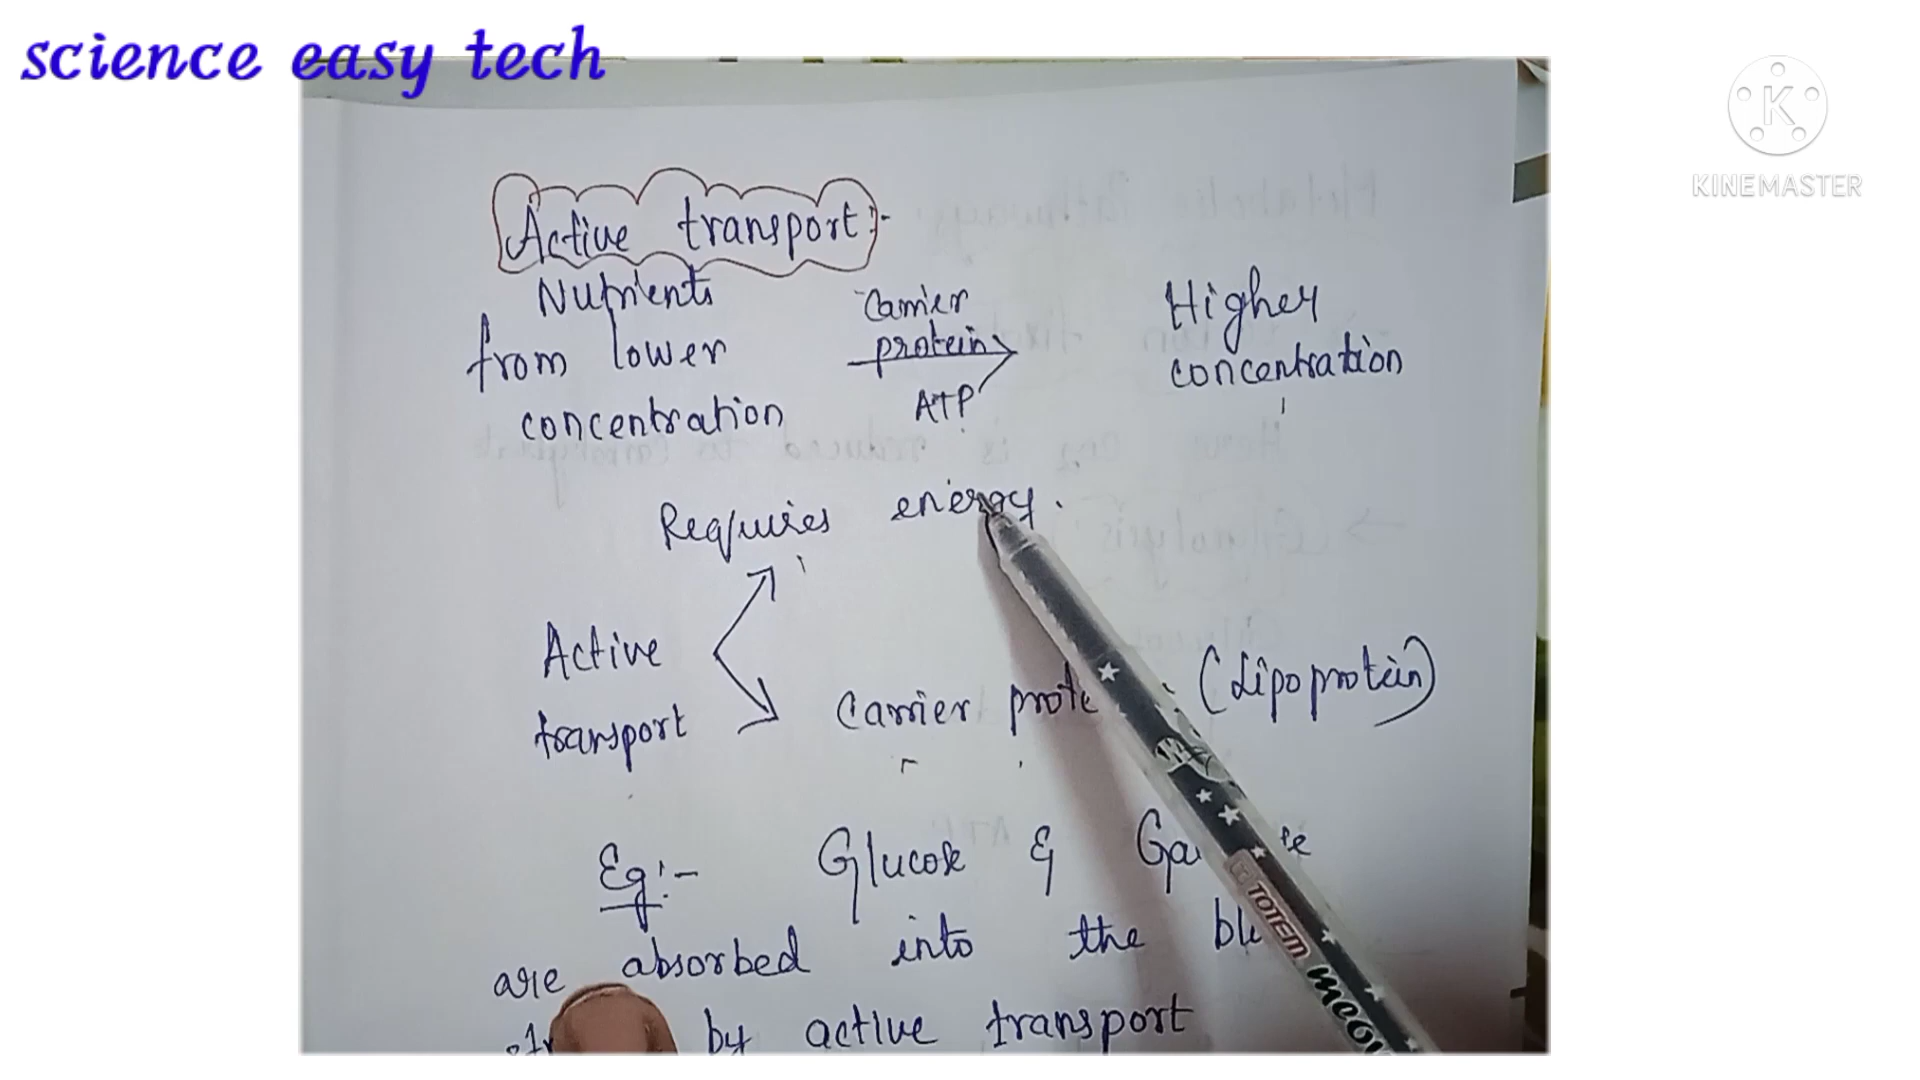 science easy tech
KINEMASTER
Active transport:-
Nutrients
from lower
concentration
Carrier
protein
ATP
Higher
concentration
Requires energy.
Active
transport
Carrier (Lipoprotein)
Eg:- Glucose &
are absorbed into the
by active transport
TOTEM